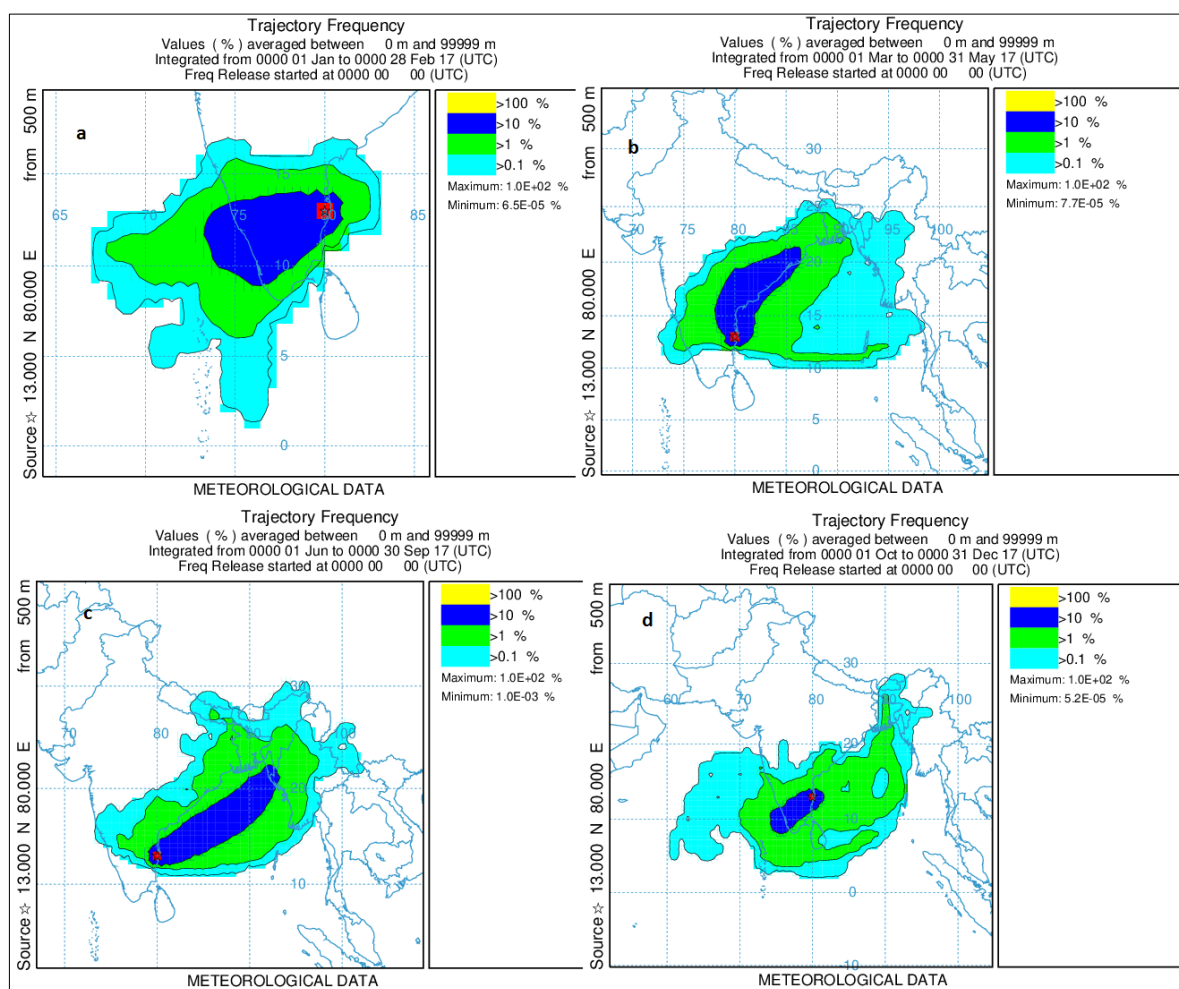 Trajectory Frequency
Values ( % ) averaged between 0 m and 99999 m
Integrated from 0000 01 Jan to 0000 28 Feb 17 (UTC)
Freq Release started at 0000 00 00 (UTC)
Source ☆ 13.000 N 80.000 E from 500 m
a
>100 %
>10 %
>1 %
>0.1 %
Maximum: 1.0E+02 %
Minimum: 6.5E-05 %
15
65 70 75 85
10
5
0
METEOROLOGICAL DATA
Trajectory Frequency
Values ( % ) averaged between 0 m and 99999 m
Integrated from 0000 01 Mar to 0000 31 May 17 (UTC)
Freq Release started at 0000 00 00 (UTC)
Source ☆ 13.000 N 80.000 E from 500 m
b
>100 %
>10 %
>1 %
>0.1 %
Maximum: 1.0E+02 %
Minimum: 7.7E-05 %
30
25
70 75 80 85 90 95 100
20
15
10
5
0
METEOROLOGICAL DATA
Trajectory Frequency
Values ( % ) averaged between 0 m and 99999 m
Integrated from 0000 01 Jun to 0000 30 Sep 17 (UTC)
Freq Release started at 0000 00 00 (UTC)
Source ☆ 13.000 N 80.000 E from 500 m
c
>100 %
>10 %
>1 %
>0.1 %
Maximum: 1.0E+02 %
Minimum: 1.0E-03 %
30
70 80 90 100
20
10
METEOROLOGICAL DATA
Trajectory Frequency
Values ( % ) averaged between 0 m and 99999 m
Integrated from 0000 01 Oct to 0000 31 Dec 17 (UTC)
Freq Release started at 0000 00 00 (UTC)
Source ☆ 13.000 N 80.000 E from 500 m
d
>100 %
>10 %
>1 %
>0.1 %
Maximum: 1.0E+02 %
Minimum: 5.2E-05 %
30
60 70 80 100
20
10
0
-10
METEOROLOGICAL DATA